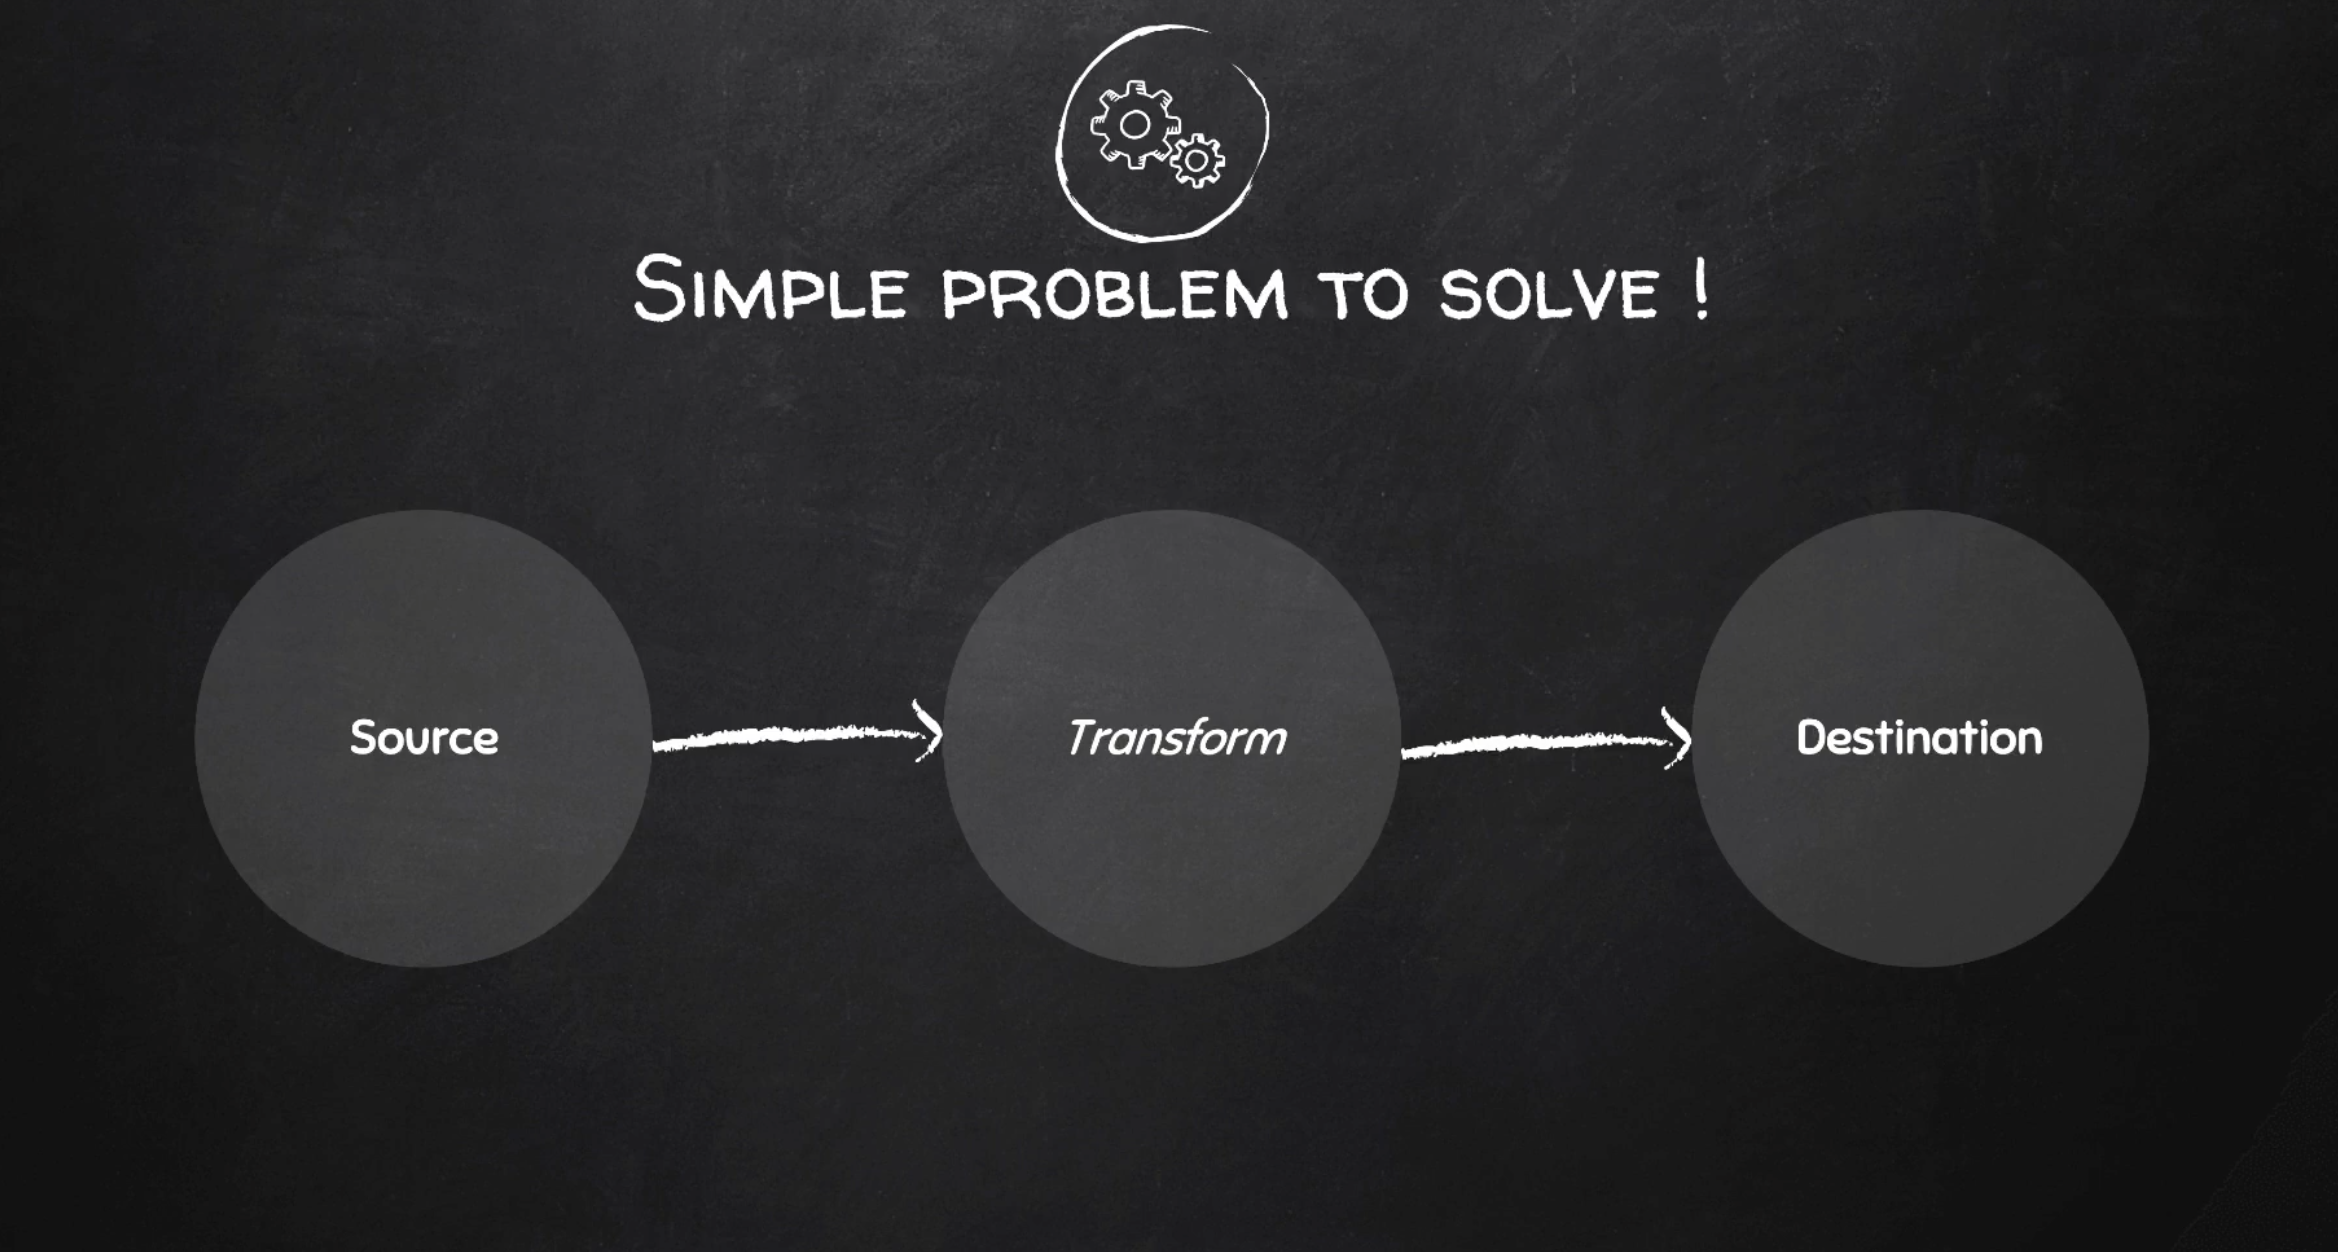 Simple problem to solve !
Source
Transform
Destination